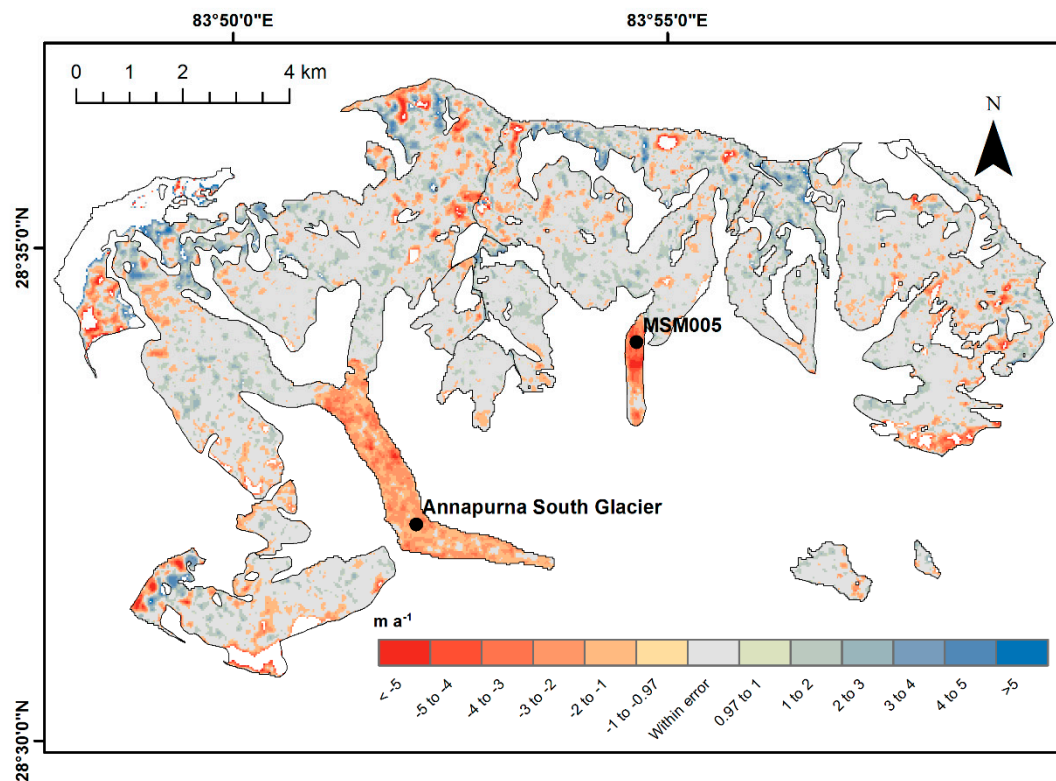 83°50'0"E 83°55'0"E
0 1 2 4 km
N
28°35'0"N
MSM005
Annapurna South Glacier
m a⁻¹
< -5 -5 to -4 -4 to -3 -3 to -2 -2 to -1 -1 to -0.97 Within error 0.97 to 1 1 to 2 2 to 3 3 to 4 4 to 5 >5
28°30'0"N